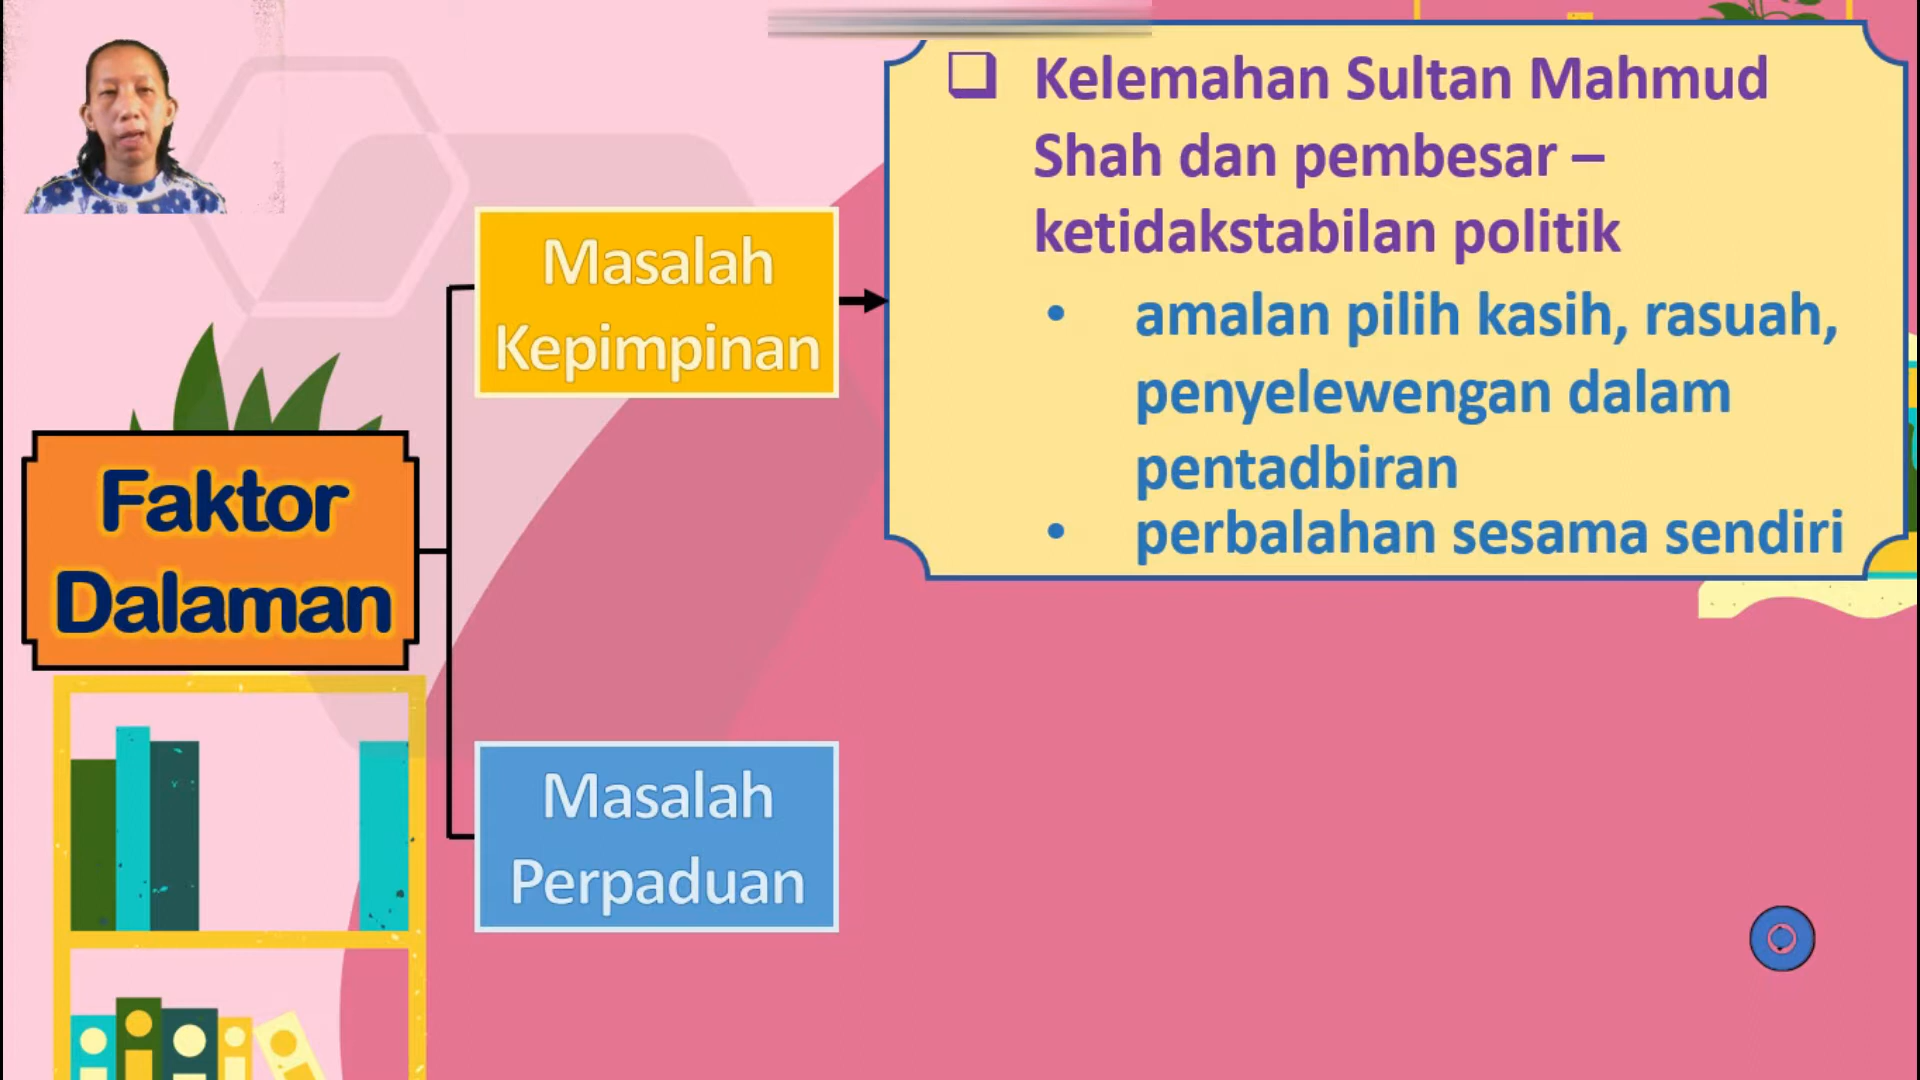 Faktor
Dalaman
Masalah
Kepimpinan
Kelemahan Sultan Mahmud
Shah dan pembesar –
ketidakstabilan politik
• amalan pilih kasih, rasuah,
penyelewengan dalam
pentadbiran
• perbalahan sesama sendiri
Masalah
Perpaduan